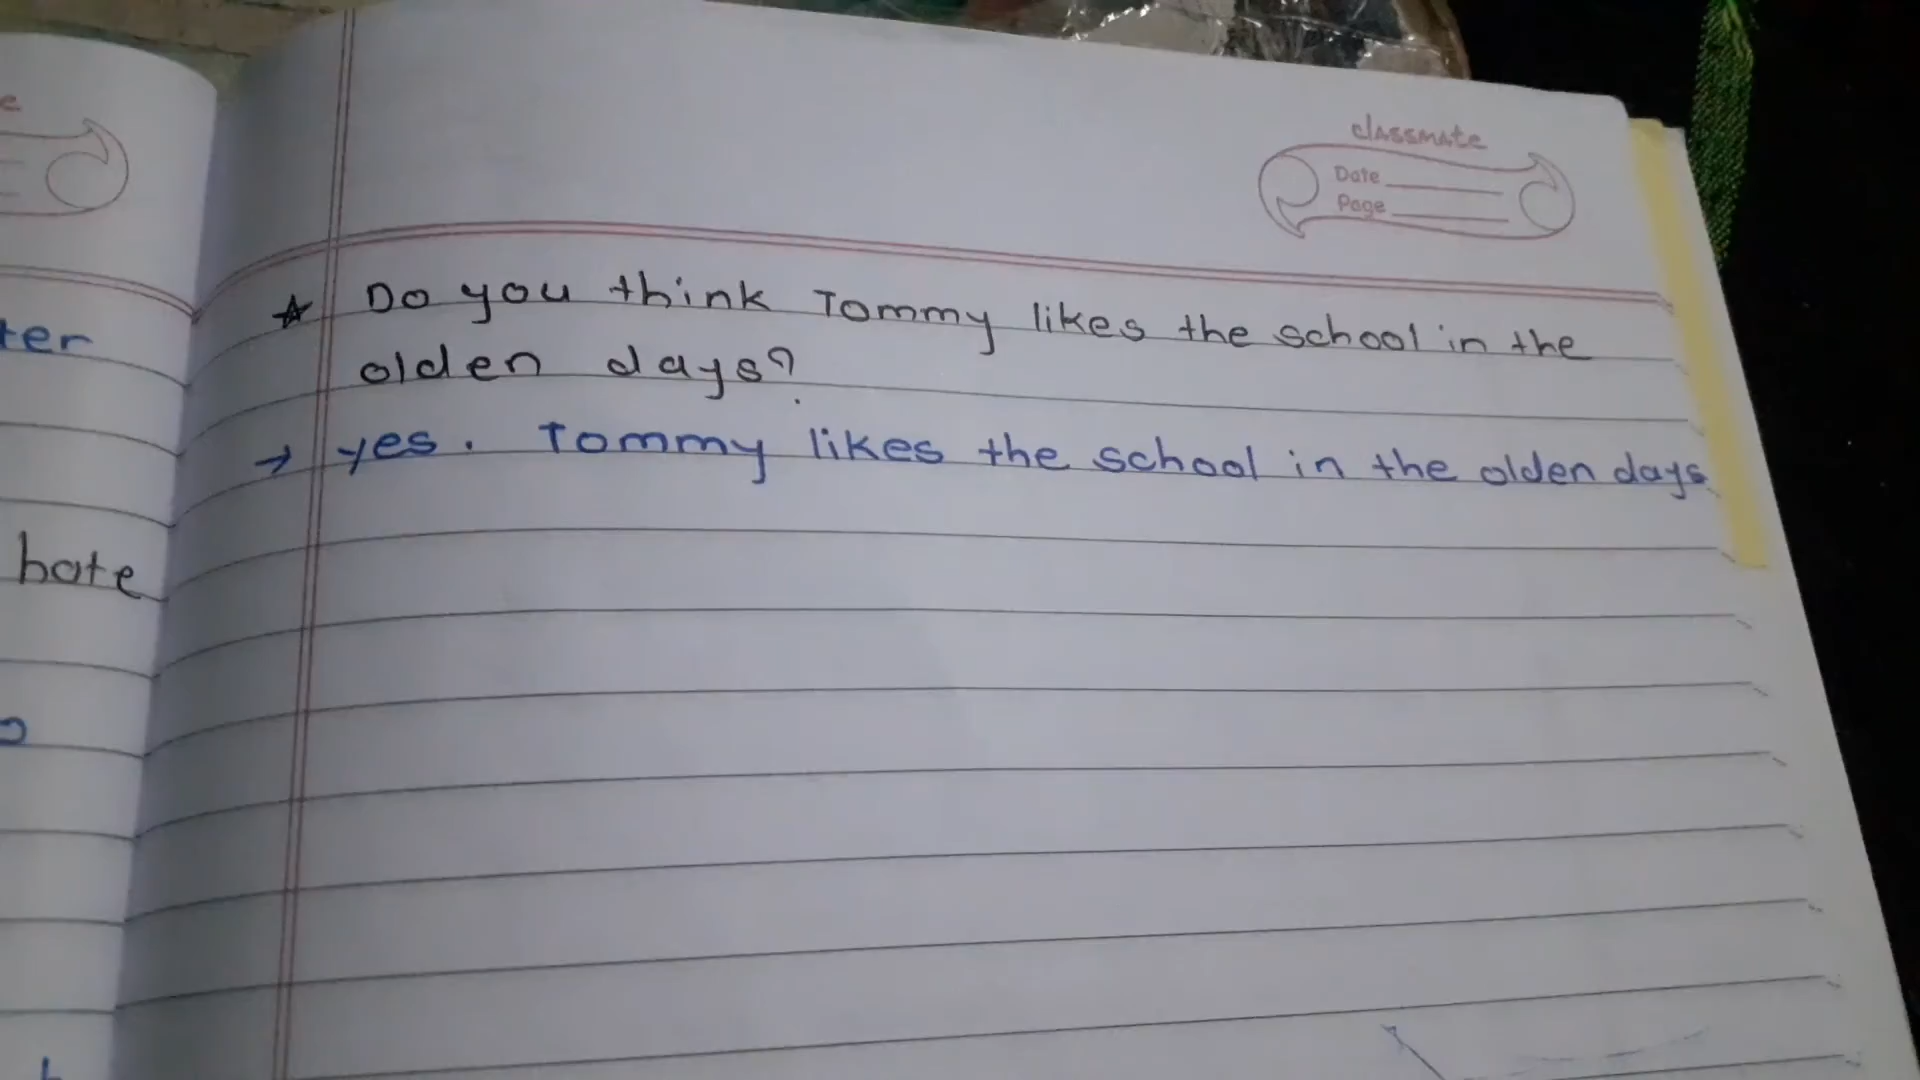 classmate
Date
Page
☆ Do you think Tommy likes the school in the
olden days?
→ yes. Tommy likes the school in the olden days.
ter
hate